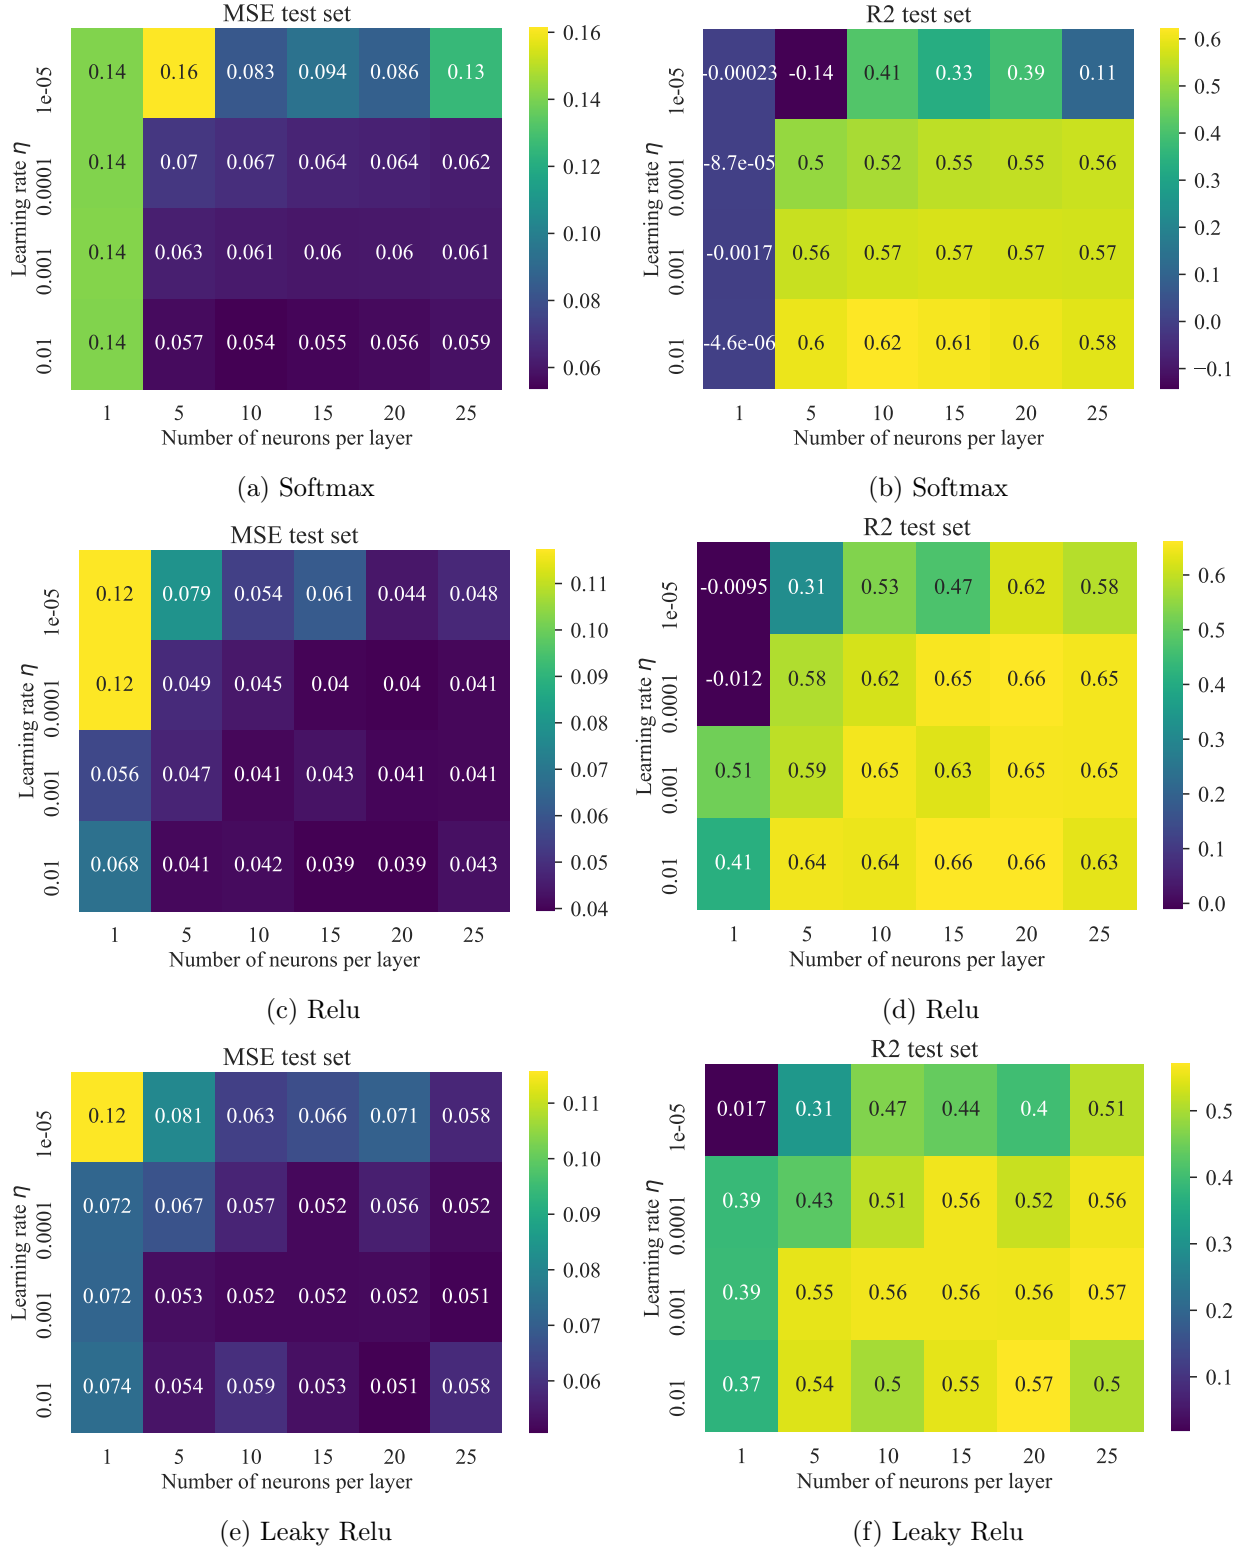 MSE test set
Learning rate η
1e-05 0.14 0.16 0.083 0.094 0.086 0.13
0.0001 0.14 0.07 0.067 0.064 0.064 0.062
0.001 0.14 0.063 0.061 0.06 0.06 0.061
0.01 0.14 0.057 0.054 0.055 0.056 0.059
1 5 10 15 20 25
Number of neurons per layer
0.16
0.14
0.12
0.10
0.08
0.06
(a) Softmax
R2 test set
Learning rate η
1e-05 -0.00023 -0.14 0.41 0.33 0.39 0.11
0.0001 -8.7e-05 0.5 0.52 0.55 0.55 0.56
0.001 -0.0017 0.56 0.57 0.57 0.57 0.57
0.01 -4.6e-06 0.6 0.62 0.61 0.6 0.58
1 5 10 15 20 25
Number of neurons per layer
0.6
0.5
0.4
0.3
0.2
0.1
0.0
−0.1
(b) Softmax
MSE test set
Learning rate η
1e-05 0.12 0.079 0.054 0.061 0.044 0.048
0.0001 0.12 0.049 0.045 0.04 0.04 0.041
0.001 0.056 0.047 0.041 0.043 0.041 0.041
0.01 0.068 0.041 0.042 0.039 0.039 0.043
1 5 10 15 20 25
Number of neurons per layer
0.11
0.10
0.09
0.08
0.07
0.06
0.05
0.04
(c) Relu
R2 test set
Learning rate η
1e-05 -0.0095 0.31 0.53 0.47 0.62 0.58
0.0001 -0.012 0.58 0.62 0.65 0.66 0.65
0.001 0.51 0.59 0.65 0.63 0.65 0.65
0.01 0.41 0.64 0.64 0.66 0.66 0.63
1 5 10 15 20 25
Number of neurons per layer
0.6
0.5
0.4
0.3
0.2
0.1
0.0
(d) Relu
MSE test set
Learning rate η
1e-05 0.12 0.081 0.063 0.066 0.071 0.058
0.0001 0.072 0.067 0.057 0.052 0.056 0.052
0.001 0.072 0.053 0.052 0.052 0.052 0.051
0.01 0.074 0.054 0.059 0.053 0.051 0.058
1 5 10 15 20 25
Number of neurons per layer
0.11
0.10
0.09
0.08
0.07
0.06
(e) Leaky Relu
R2 test set
Learning rate η
1e-05 0.017 0.31 0.47 0.44 0.4 0.51
0.0001 0.39 0.43 0.51 0.56 0.52 0.56
0.001 0.39 0.55 0.56 0.56 0.56 0.57
0.01 0.37 0.54 0.5 0.55 0.57 0.5
1 5 10 15 20 25
Number of neurons per layer
0.5
0.4
0.3
0.2
0.1
(f) Leaky Relu